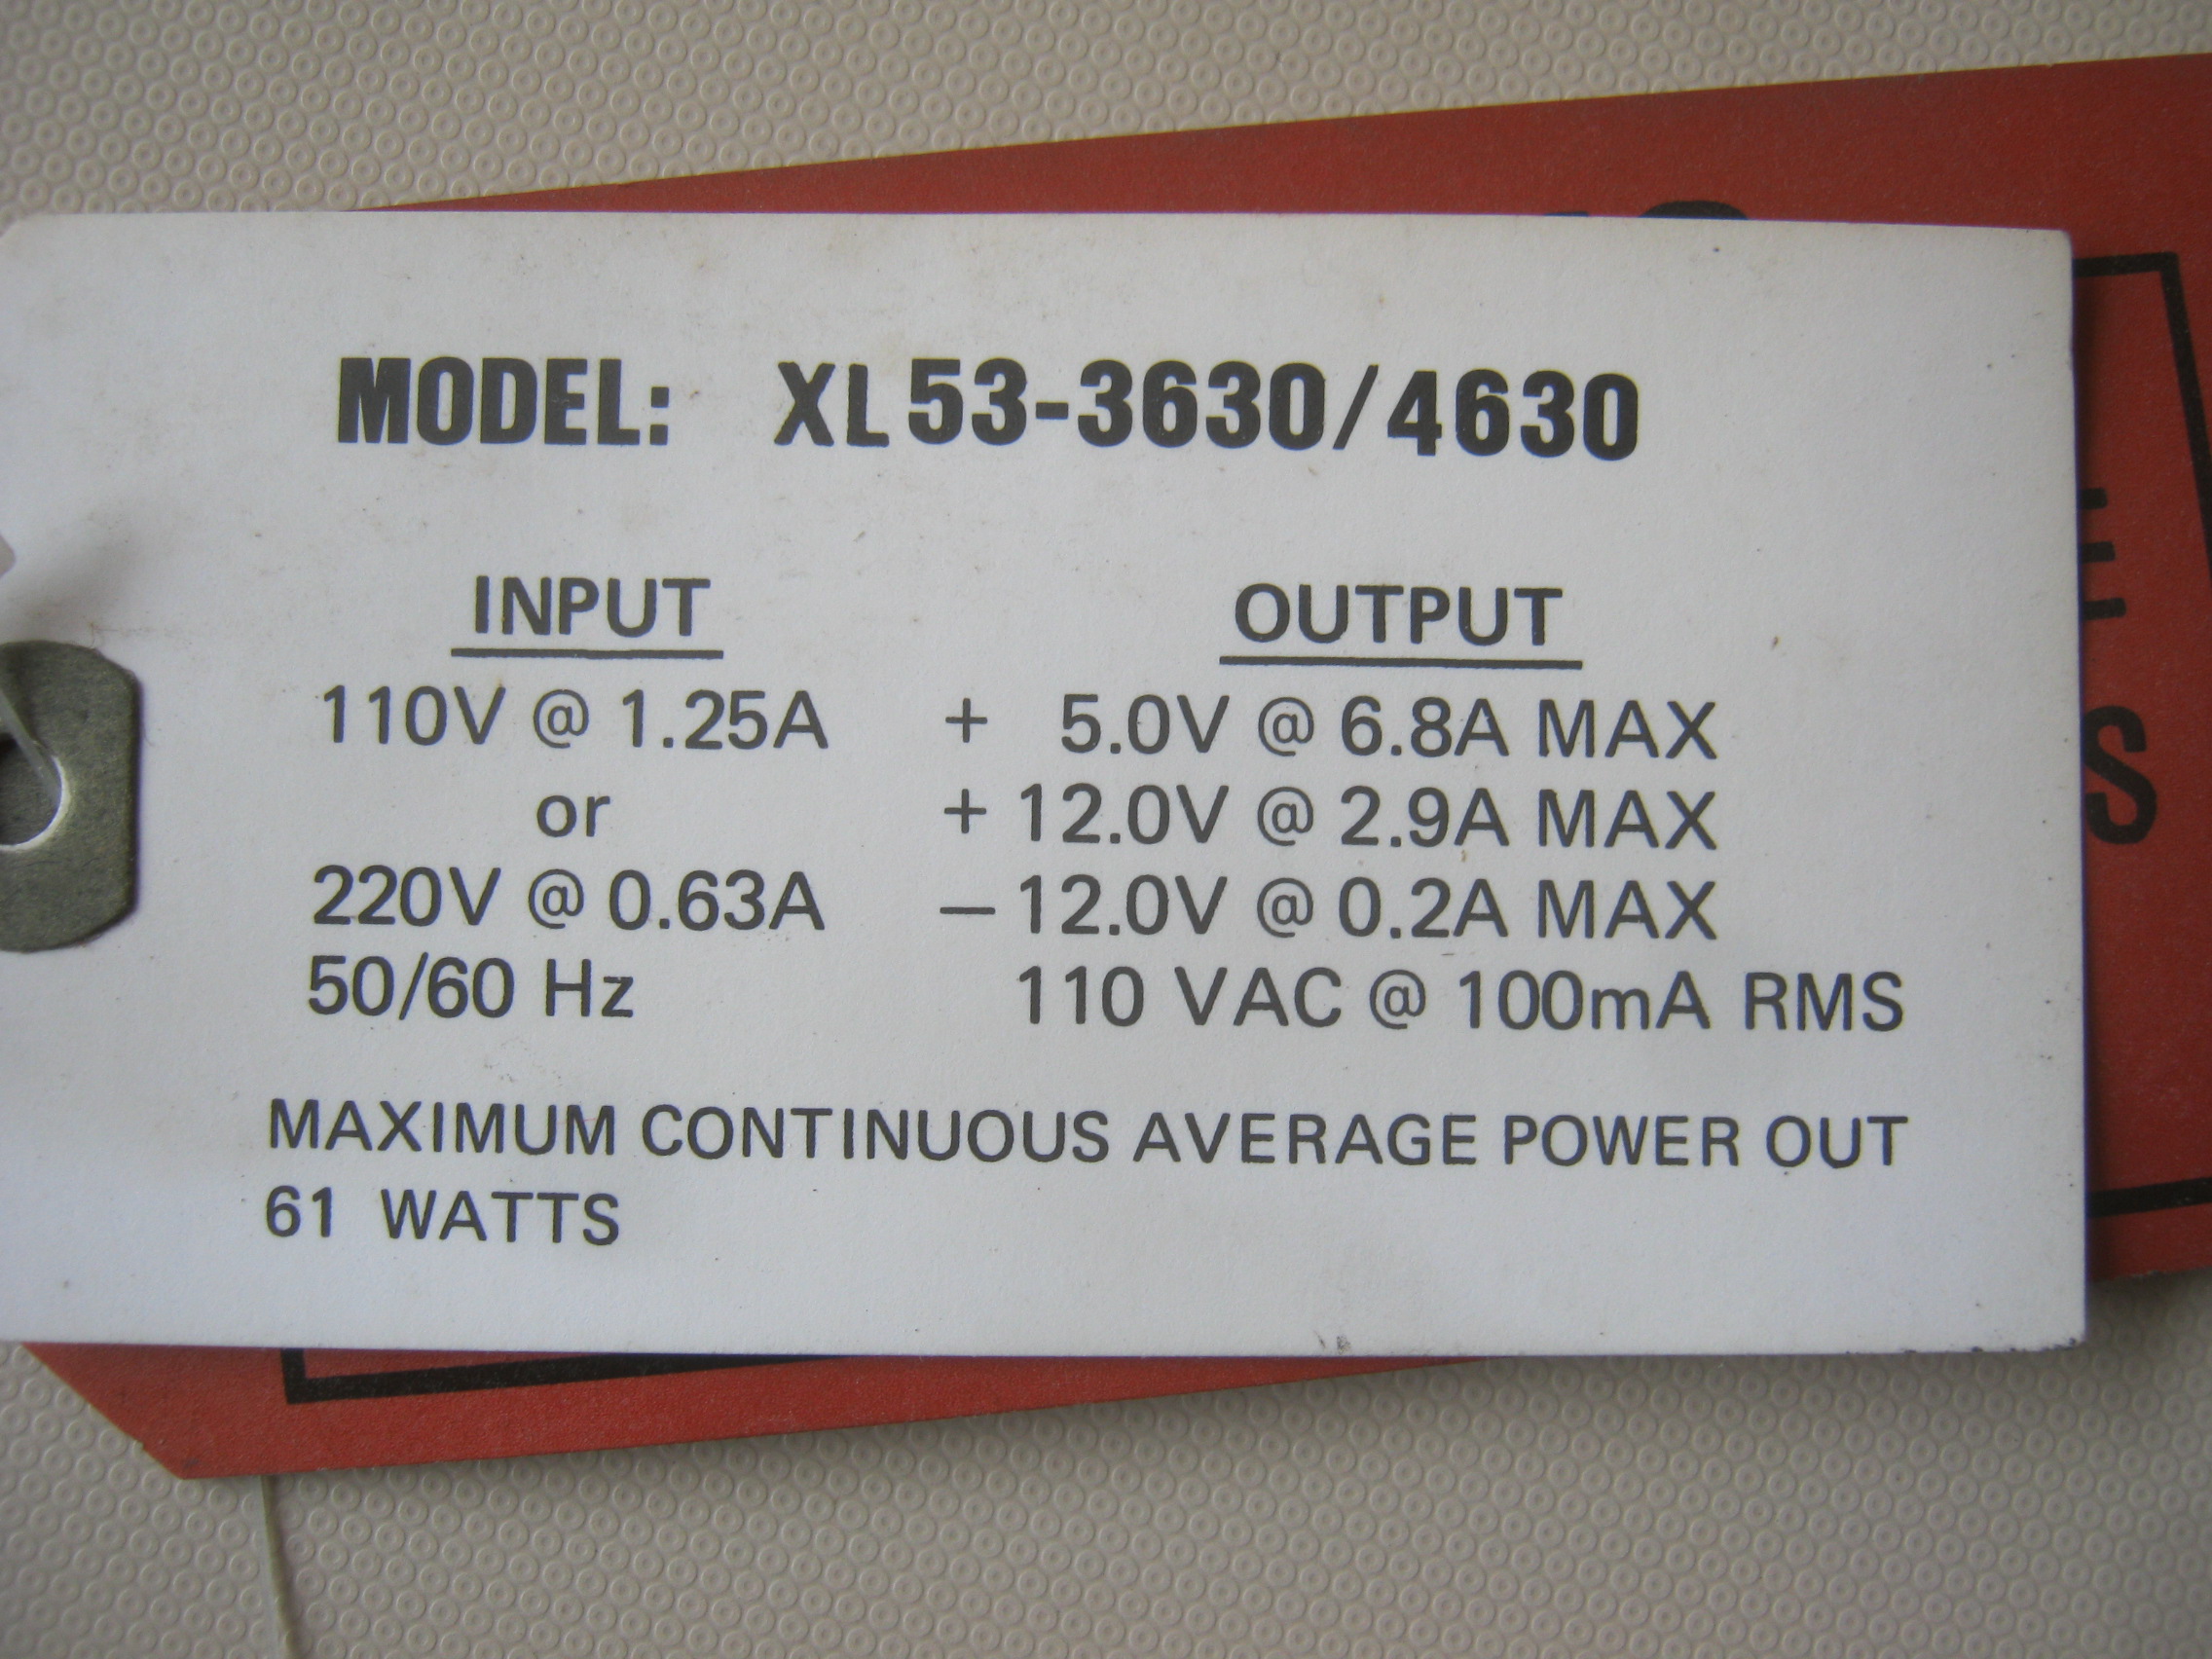 MODEL: XL53-3630/4630
INPUT OUTPUT
110V @ 1.25A + 5.0V @ 6.8A MAX
or + 12.0V @ 2.9A MAX
220V @ 0.63A – 12.0V @ 0.2A MAX
50/60 Hz 110 VAC @ 100mA RMS
MAXIMUM CONTINUOUS AVERAGE POWER OUT
61 WATTS